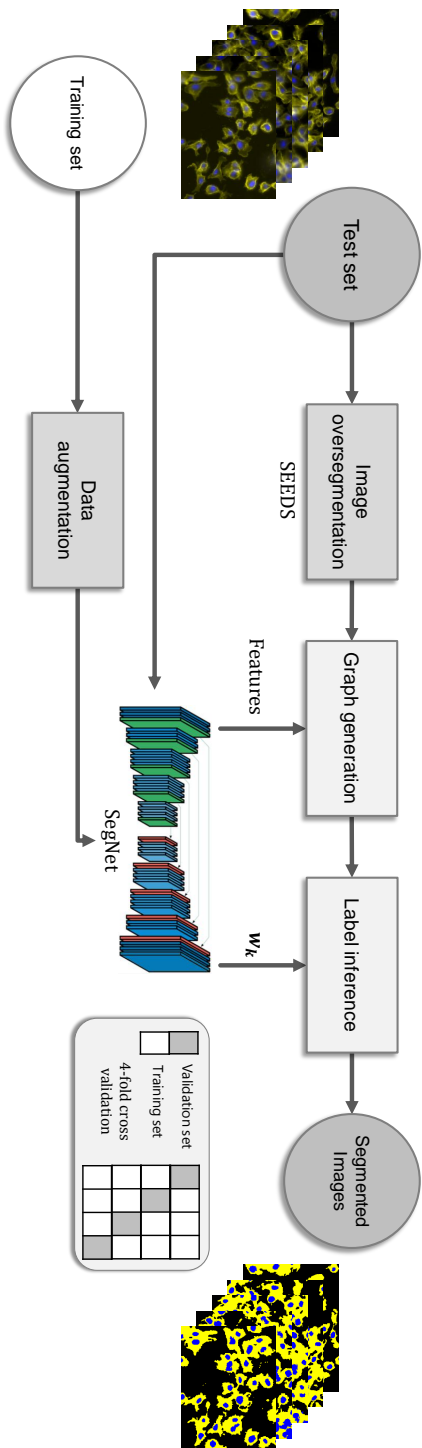 Test set
Image
oversegmentation
SEEDS
Graph generation
Label inference
Segmented
Images
Features
w_k
Training set
Data
augmentation
SegNet
Validation set
Training set
4-fold cross
validation